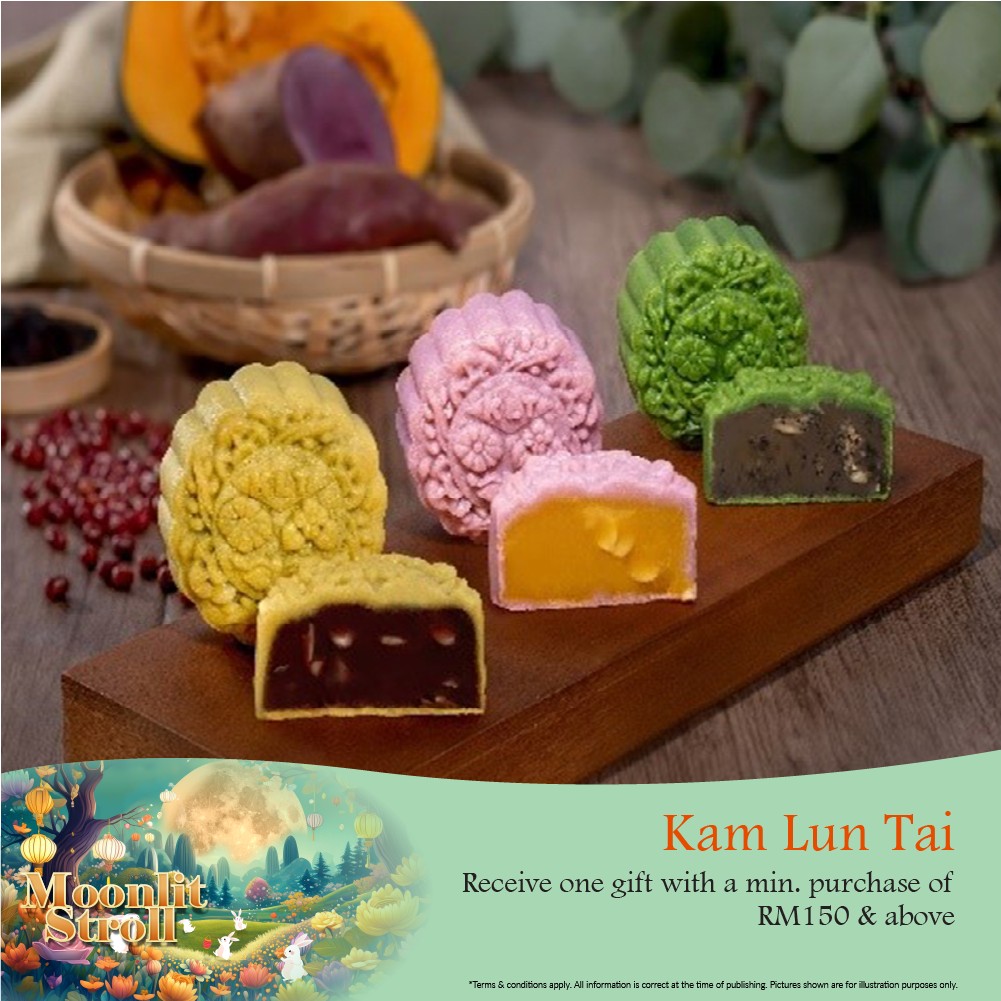 Moonlit
Stroll
Kam Lun Tai
Receive one gift with a min. purchase of
RM150 & above
*Terms & conditions apply. All information is correct at the time of publishing. Pictures shown are for illustration purposes only.